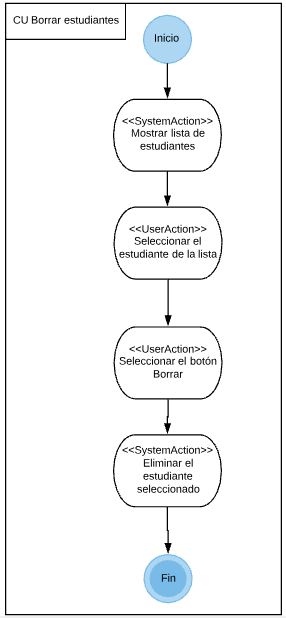 CU Borrar estudiantes
Inicio
<<SystemAction>>
Mostrar lista de
estudiantes
<<UserAction>>
Seleccionar el
estudiante de la lista
<<UserAction>>
Seleccionar el botón
Borrar
<<SystemAction>>
Eliminar el
estudiante
seleccionado
Fin